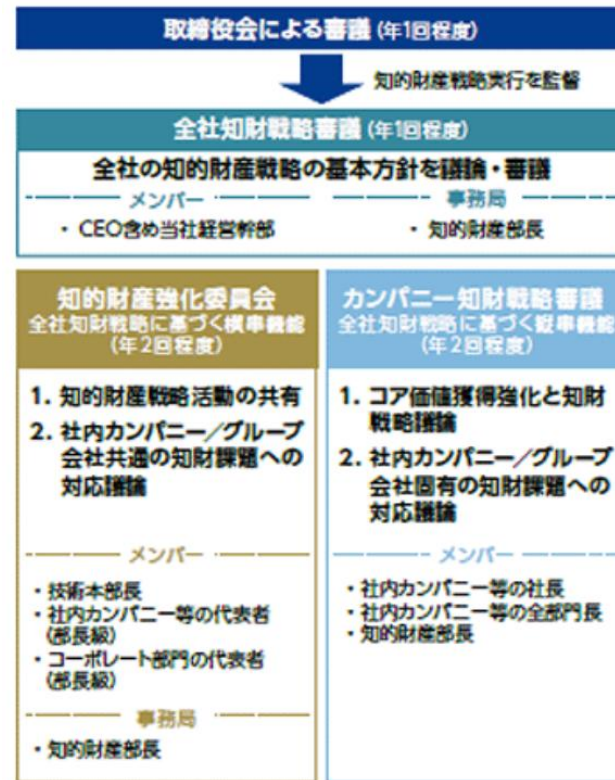 取締役会による審議 (年1回程度)
知的財産戦略実行を監督
全社知財戦略審議 (年1回程度)
全社の知的財産戦略の基本方針を議論・審議
メンバー
・ CEO含め当社経営幹部
事務局
・ 知的財産部長
知的財産強化委員会
全社知財戦略に基づく横串機能
(年2回程度)
1. 知的財産戦略活動の共有
2. 社内カンパニー/グループ
会社共通の知財課題への
対応議論
メンバー
・技術本部長
・社内カンパニー等の代表者
(部長級)
・コーポレート部門の代表者
(部長級)
事務局
・知的財産部長
カンパニー知財戦略審議
全社知財戦略に基づく縦串機能
(年2回程度)
1. コア価値獲得強化と知財
戦略議論
2. 社内カンパニー/グループ
会社固有の知財課題への
対応議論
メンバー
・社内カンパニー等の社長
・社内カンパニー等の全部門長
・知的財産部長